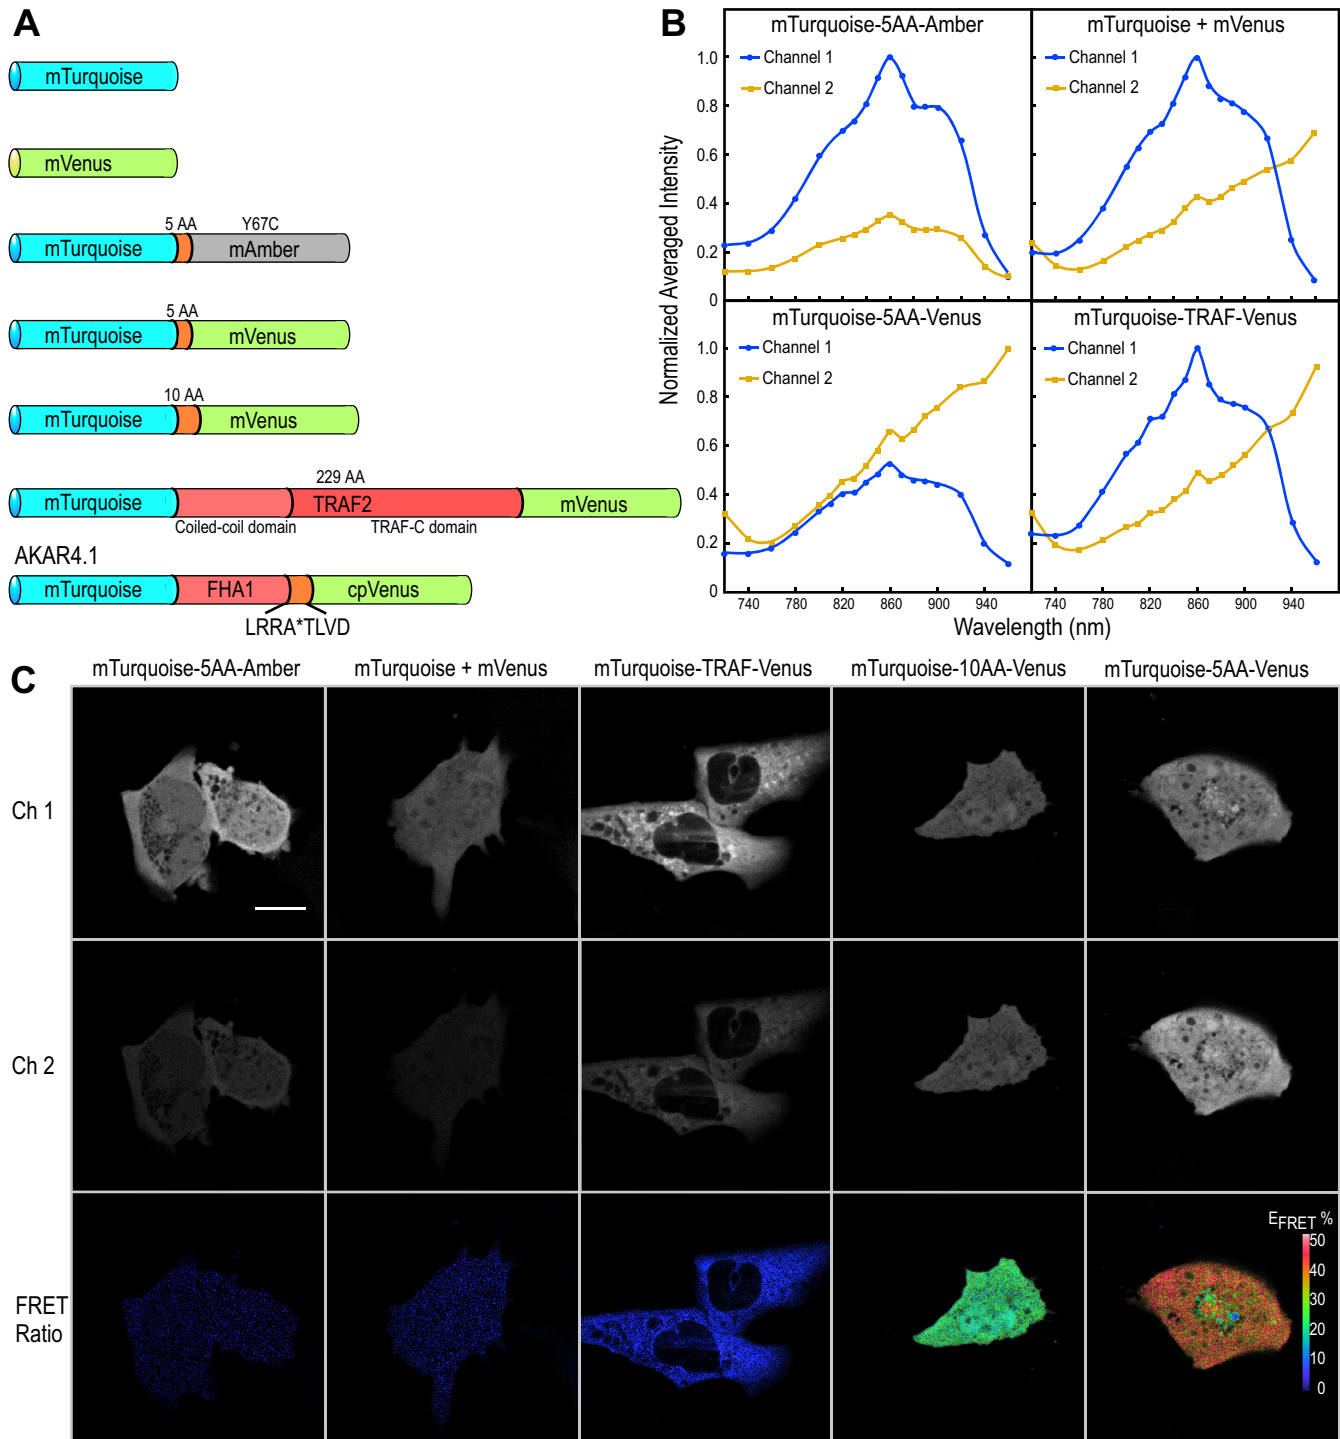 A
mTurquoise
mVenus
5 AA Y67C
mTurquoise mAmber
5 AA
mTurquoise mVenus
10 AA
mTurquoise mVenus
229 AA
mTurquoise TRAF2 mVenus
Coiled-coil domain TRAF-C domain
AKAR4.1
mTurquoise FHA1 cpVenus
LRRA*TLVD
B
mTurquoise-5AA-Amber
Channel 1
Channel 2
mTurquoise + mVenus
Channel 1
Channel 2
1.0
0.8
0.6
0.4
0.2
0
mTurquoise-5AA-Venus
Channel 1
Channel 2
mTurquoise-TRAF-Venus
Channel 1
Channel 2
1.0
0.8
0.6
0.4
0.2
0
Normalized Averaged Intensity
740 780 820 860 900 940
740 780 820 860 900 940
Wavelength (nm)
C
mTurquoise-5AA-Amber mTurquoise + mVenus mTurquoise-TRAF-Venus mTurquoise-10AA-Venus mTurquoise-5AA-Venus
Ch 1
Ch 2
FRET
Ratio
EFRET %
50
40
30
20
10
0